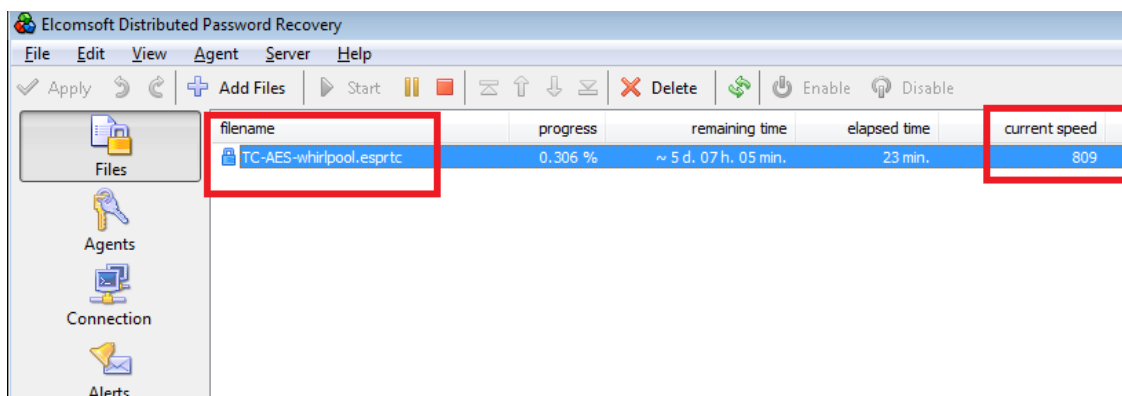 Elcomsoft Distributed Password Recovery
File Edit View Agent Server Help
Apply Add Files Start Delete Enable Disable
filename progress remaining time elapsed time current speed
TC-AES-whirlpool.esprtc 0.306 % ~ 5 d. 07 h. 05 min. 23 min. 809
Files
Agents
Connection
Alerts